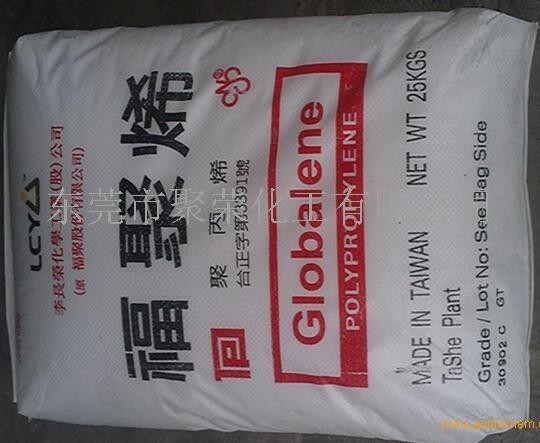 LCY
李長榮化學工業(股)公司
(原 福聚股份有限公司)
福聚烯
聚丙烯
台正字第3391號
Globalene
POLYPROPYLENE
MADE IN TAIWAN NET WT 25KGS
TaShe Plant
Grade / Lot No: See Bag Side
30902 C GT
东莞市聚荣化工有限